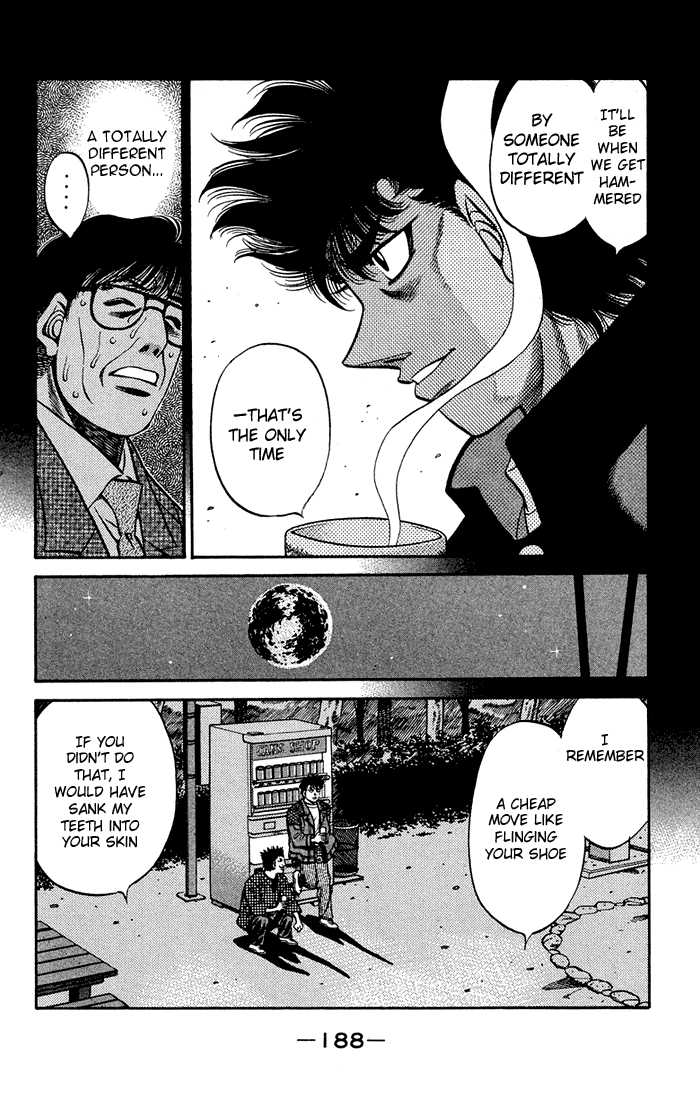 IT'LL
BE
WHEN
WE GET
HAM-
MERED
BY
SOMEONE
TOTALLY
DIFFERENT
—THAT'S
THE ONLY
TIME
A TOTALLY
DIFFERENT
PERSON...
....
I
REMEMBER
A CHEAP
MOVE LIKE
FLINGING
YOUR SHOE
CAN'S SHOP
IF YOU
DIDN'T DO
THAT, I
WOULD HAVE
SANK MY
TEETH INTO
YOUR SKIN
—188—